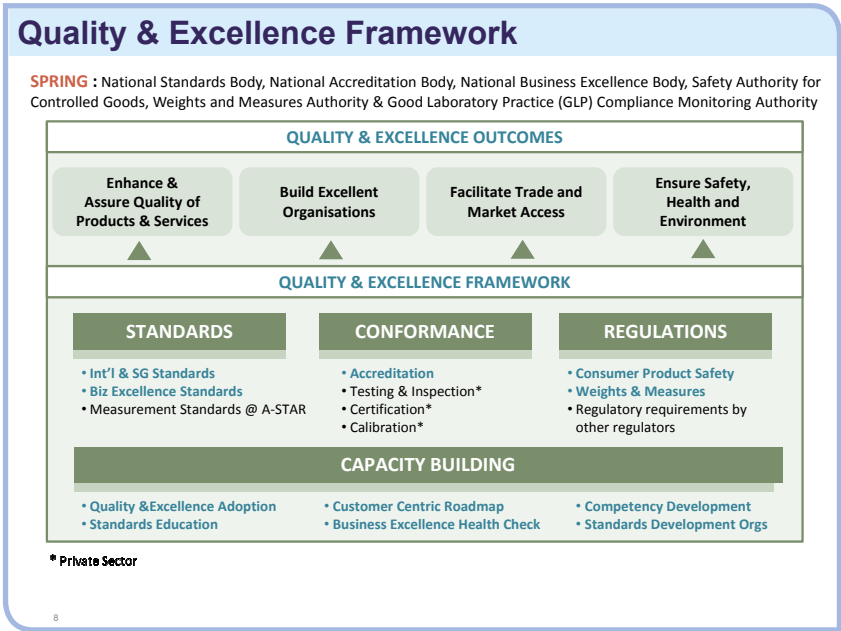 Quality & Excellence Framework
SPRING : National Standards Body, National Accreditation Body, National Business Excellence Body, Safety Authority for
Controlled Goods, Weights and Measures Authority & Good Laboratory Practice (GLP) Compliance Monitoring Authority
QUALITY & EXCELLENCE OUTCOMES
Enhance &
Assure Quality of
Products & Services
Build Excellent
Organisations
Facilitate Trade and
Market Access
Ensure Safety,
Health and
Environment
QUALITY & EXCELLENCE FRAMEWORK
STANDARDS
• Int'l & SG Standards
• Biz Excellence Standards
• Measurement Standards @ A-STAR
CONFORMANCE
• Accreditation
• Testing & Inspection*
• Certification*
• Calibration*
REGULATIONS
• Consumer Product Safety
• Weights & Measures
• Regulatory requirements by
other regulators
CAPACITY BUILDING
• Quality &Excellence Adoption
• Standards Education
• Customer Centric Roadmap
• Business Excellence Health Check
• Competency Development
• Standards Development Orgs
* Private Sector
8